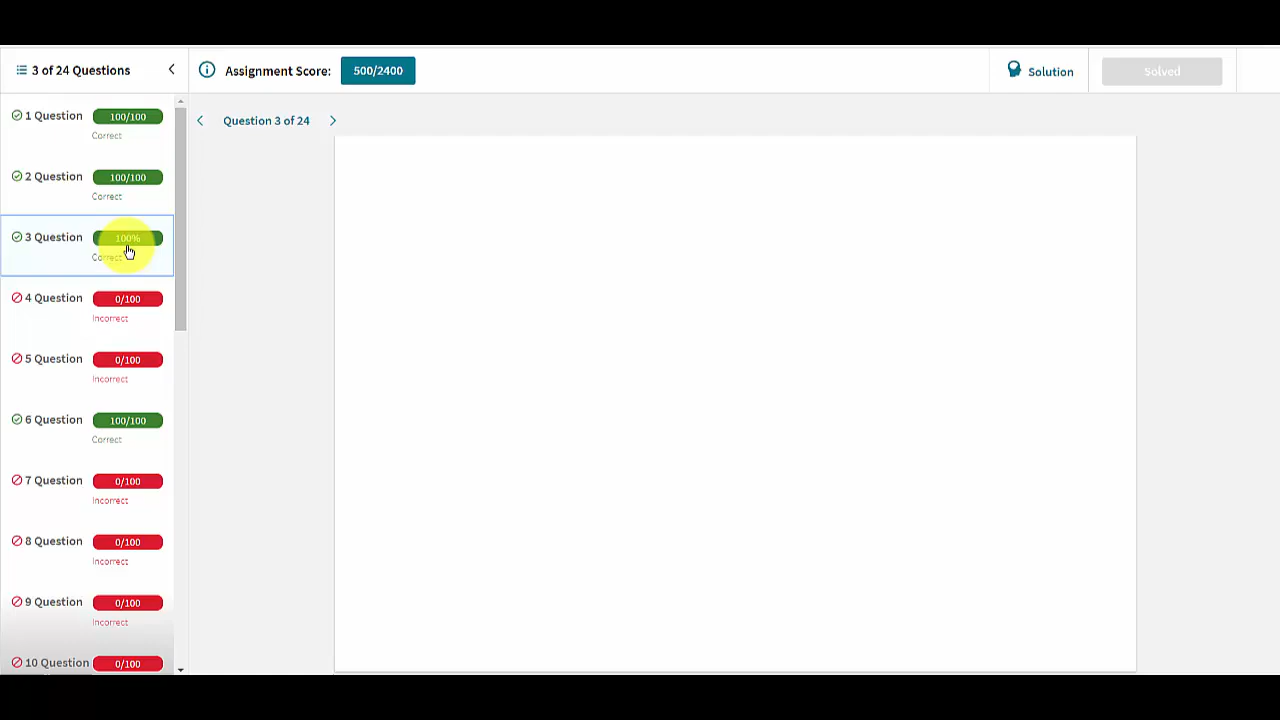 3 of 24 Questions
Assignment Score: 500/2400
Solution
Solved
Question 3 of 24
1 Question 100/100
Correct
2 Question 100/100
Correct
3 Question 100%
Correct
4 Question 0/100
Incorrect
5 Question 0/100
Incorrect
6 Question 100/100
Correct
7 Question 0/100
Incorrect
8 Question 0/100
Incorrect
9 Question 0/100
Incorrect
10 Question 0/100